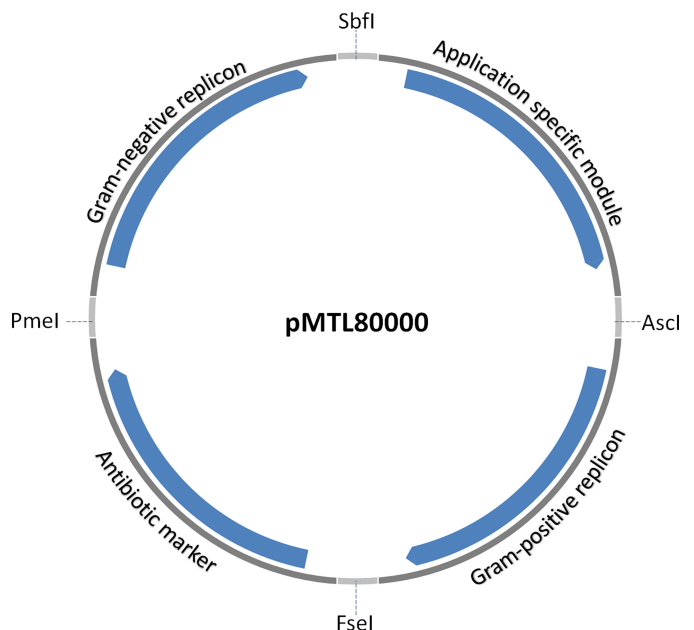 SbfI
Gram-negative replicon
Application specific module
PmeI
pMTL80000
AscI
Antibiotic marker
Gram-positive replicon
FseI